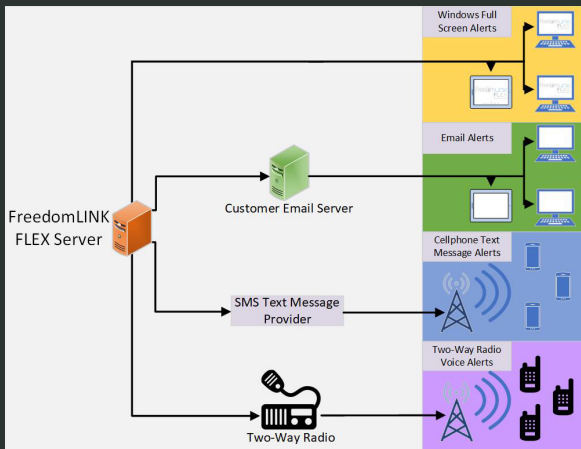 Windows Full
Screen Alerts
Email Alerts
FreedomLINK
FLEX Server
Customer Email Server
Cellphone Text
Message Alerts
SMS Text Message
Provider
Two-Way Radio
Voice Alerts
Two-Way Radio